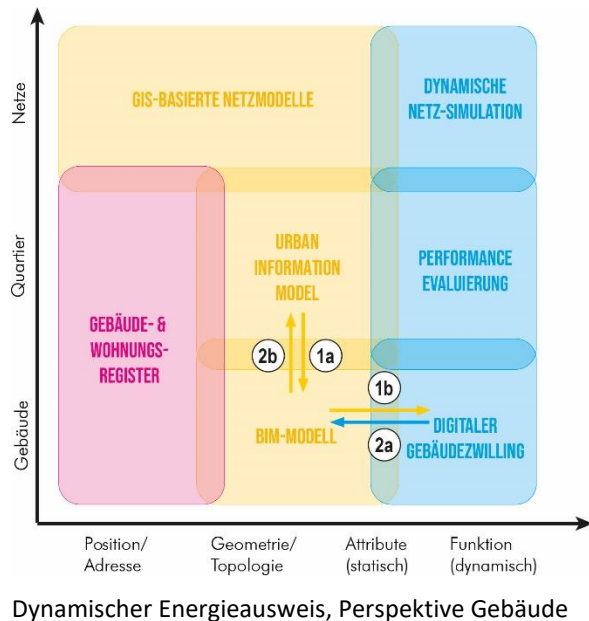 Netze
Quartier
Gebäude
GIS-BASIERTE NETZMODELLE
DYNAMISCHE
NETZ-SIMULATION
URBAN
INFORMATION
MODEL
PERFORMANCE
EVALUIERUNG
GEBÄUDE- &
WOHNUNGS-
REGISTER
2b
1a
1b
BIM-MODELL
2a
DIGITALER
GEBÄUDEZWILLING
Position/
Adresse
Geometrie/
Topologie
Attribute
(statisch)
Funktion
(dynamisch)
Dynamischer Energieausweis, Perspektive Gebäude